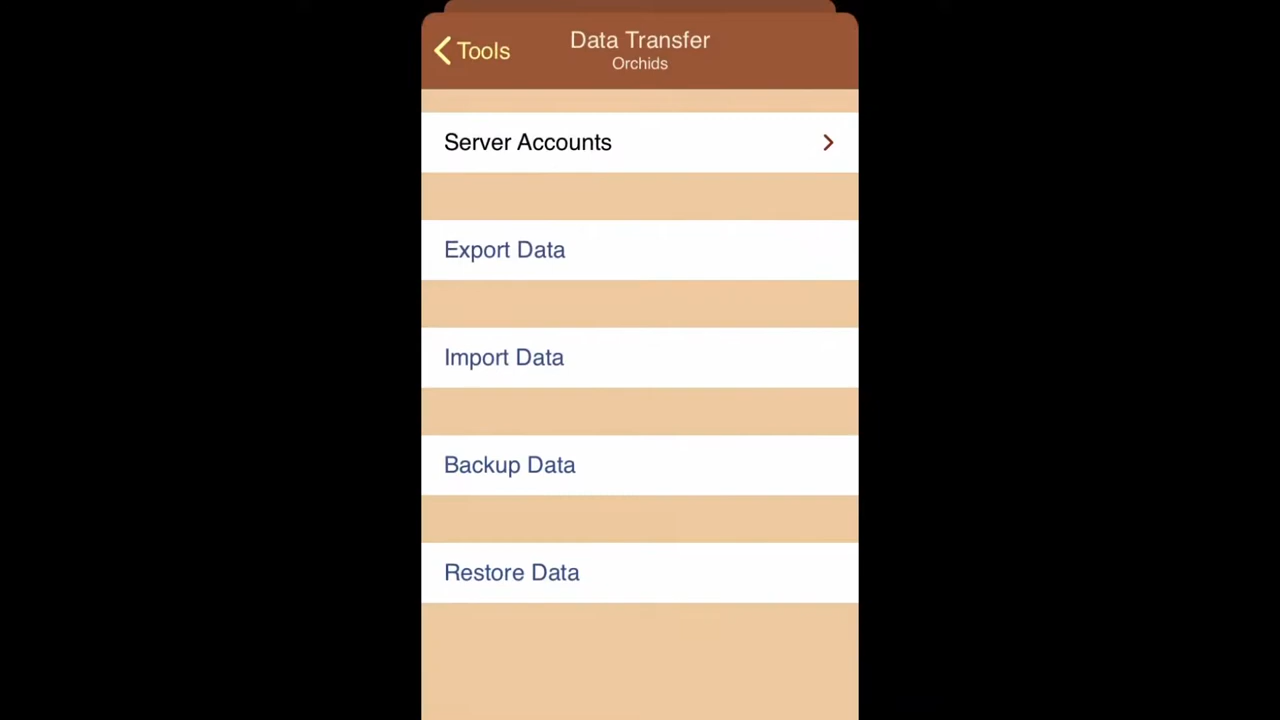 Data Transfer
Tools
Orchids
Server Accounts
Export Data
Import Data
Backup Data
Restore Data